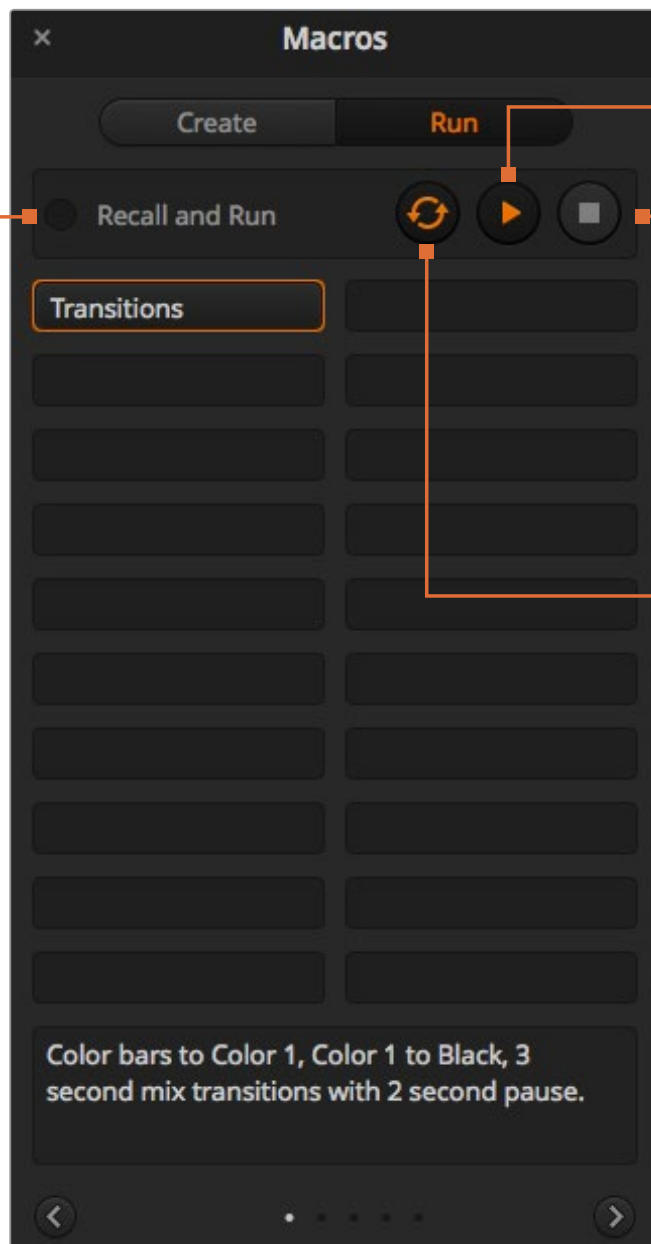 Macros
Create Run
Recall and Run
Transitions
Color bars to Color 1, Color 1 to Black, 3
second mix transitions with 2 second pause.